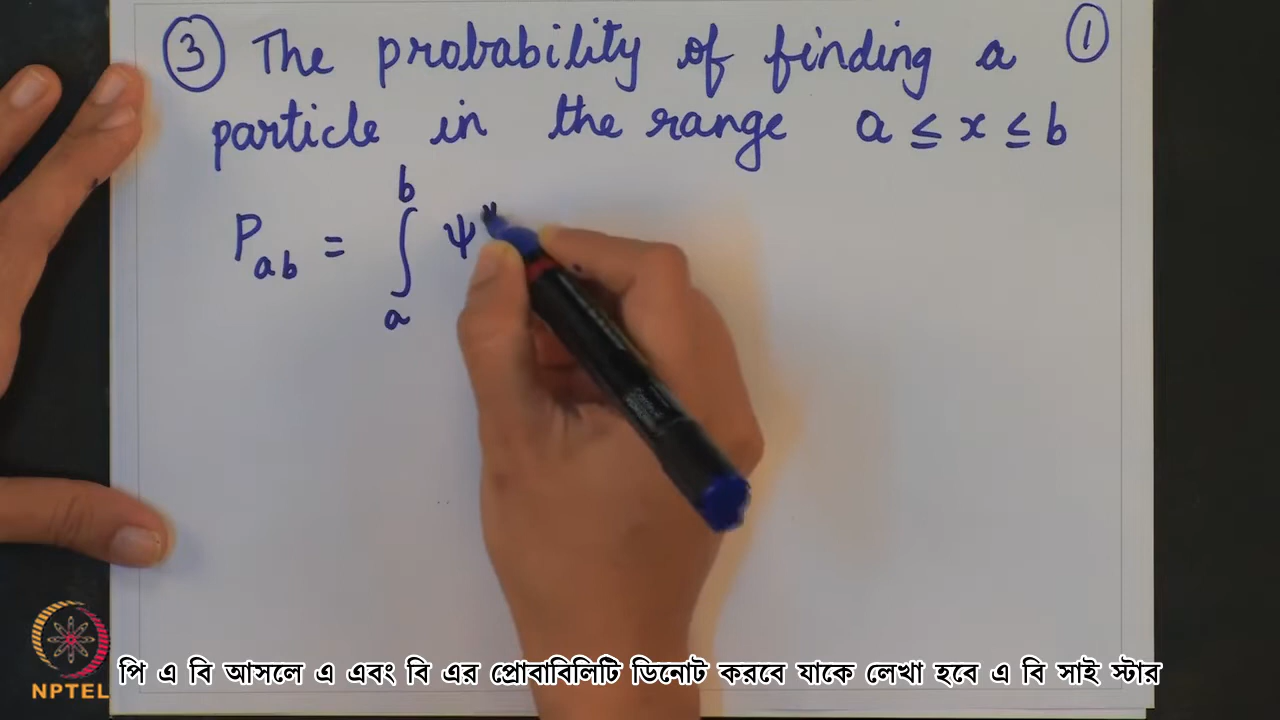 ③ The probability of finding a ①
particle in the range a ≤ x ≤ b
P_ab = ∫_a^b ψ*
NPTEL
পি এ বি আসলে এ এবং বি এর প্রোবাবিলিটি ডিনোট করবে যাকে লেখা হবে এ বি সাই স্টার